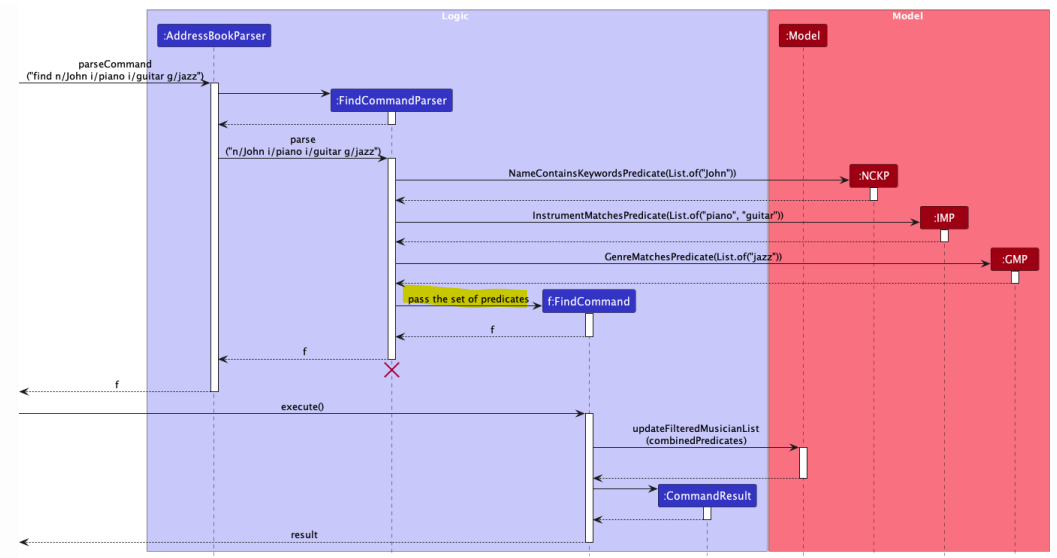 Logic
Model
:AddressBookParser
:Model
parseCommand
("find n/John i/piano i/guitar g/jazz")
:FindCommandParser
parse
("n/John i/piano i/guitar g/jazz")
NameContainsKeywordsPredicate(List.of("John"))
:NCKP
InstrumentMatchesPredicate(List.of("piano", "guitar"))
:IMP
GenreMatchesPredicate(List.of("jazz"))
:GMP
pass the set of predicates
f:FindCommand
f
f
f
execute()
updateFilteredMusicianList
(combinedPredicates)
:CommandResult
result